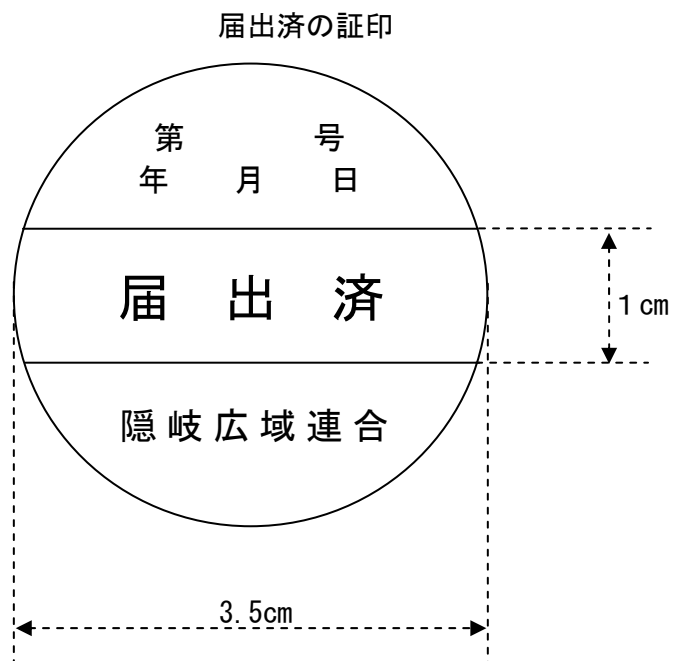 届出済の証印
第 号
年 月 日
届 出 済
1cm
隠岐広域連合
3.5cm